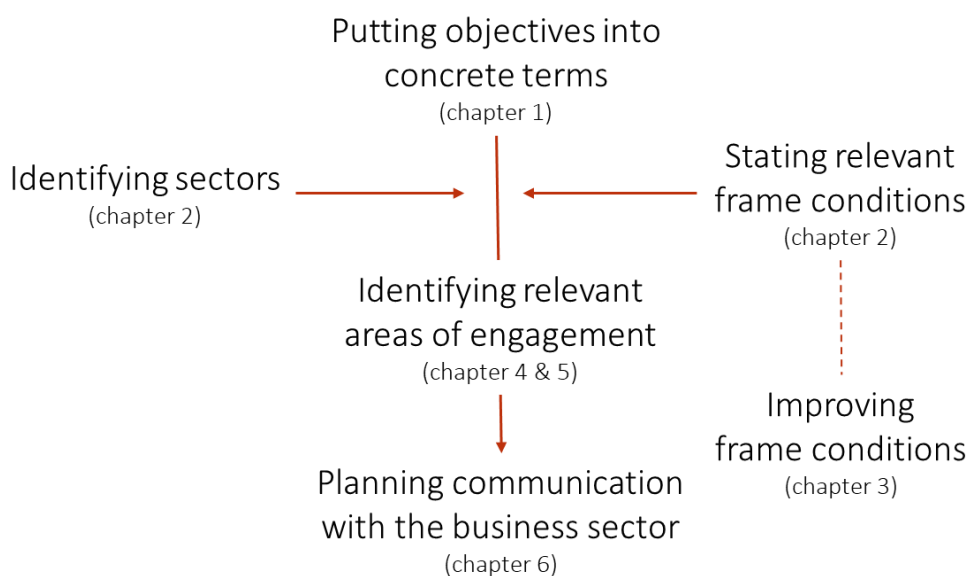 Putting objectives into
concrete terms
(chapter 1)
Identifying sectors
(chapter 2)
Stating relevant
frame conditions
(chapter 2)
Identifying relevant
areas of engagement
(chapter 4 & 5)
Improving
frame conditions
(chapter 3)
Planning communication
with the business sector
(chapter 6)